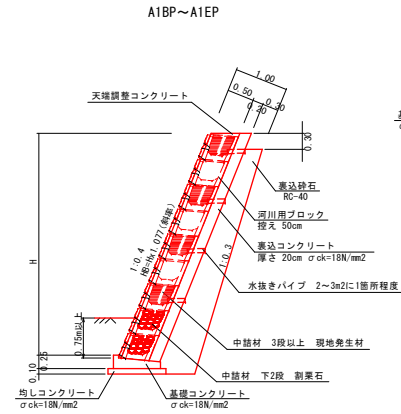 A1BP～A1EP
1.00
0.50
0.20
0.30
天端調整コンクリート
0.30
裏込砕石
RC-40
河川用ブロック
控え 50cm
裏込コンクリート
厚さ 20cm σck=18N/mm2
水抜きパイプ 2～3m2に1箇所程度
H
1:0.4
HB=H×1.077(斜率)
1:0.3
0.75m以上
中詰材 3段以上 現地発生材
0.25
0.10
中詰材 下2段 割栗石
均しコンクリート
σck=18N/mm2
基礎コンクリート
σck=18N/mm2